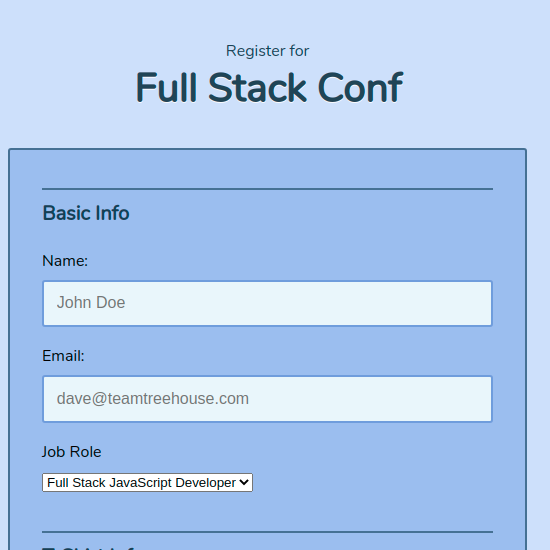 Register for
Full Stack Conf
Basic Info
Name:
John Doe
Email:
dave@teamtreehouse.com
Job Role
Full Stack JavaScript Developer